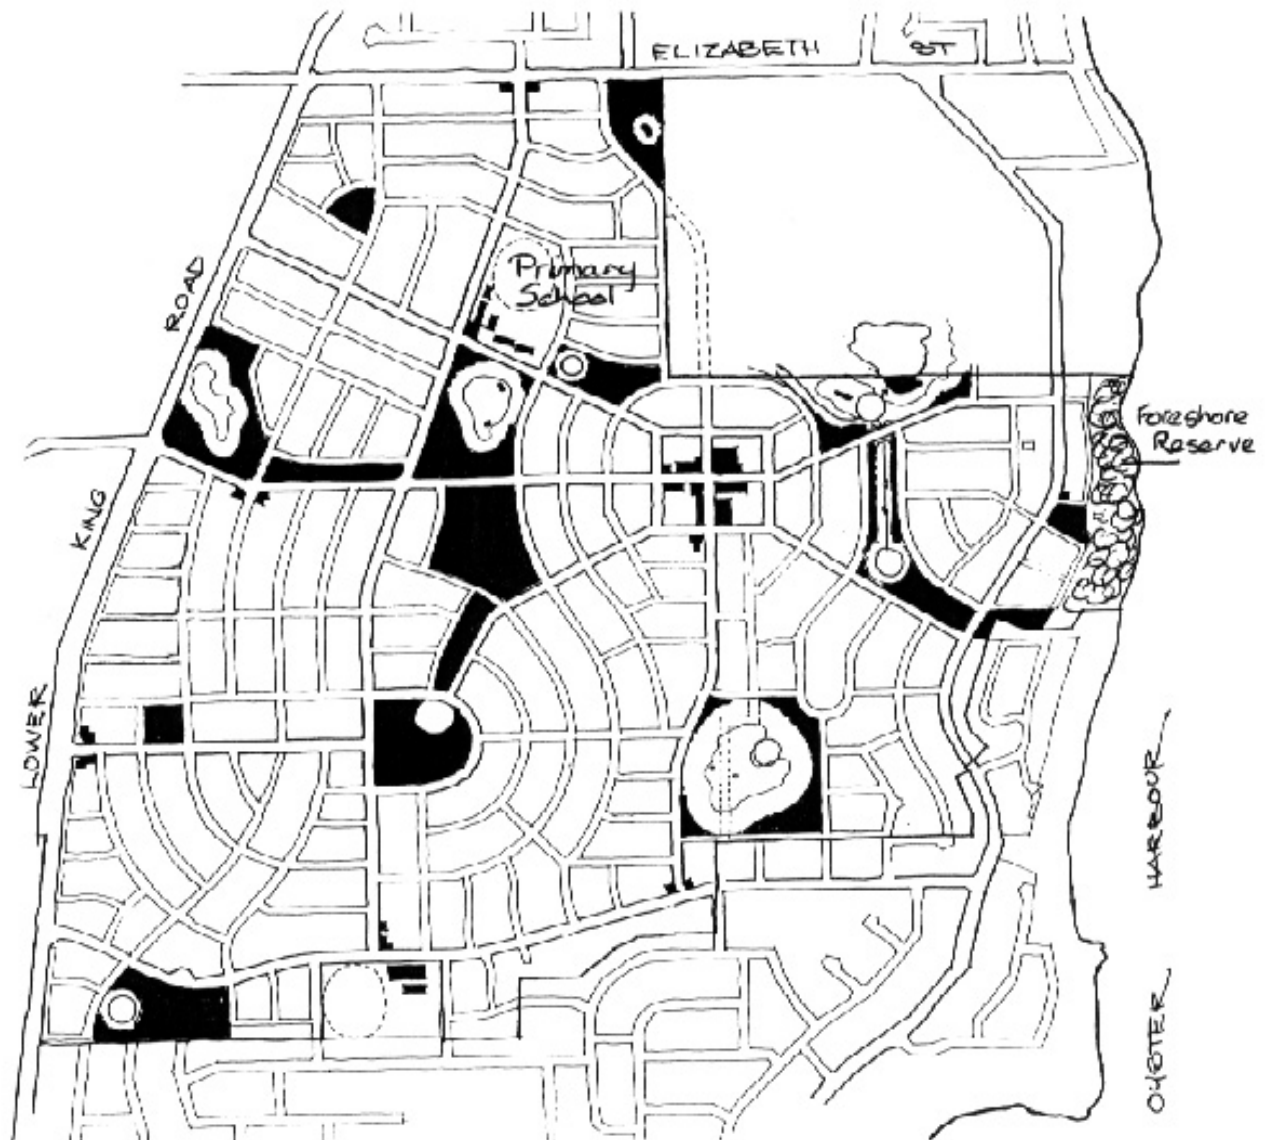 ELIZABETH ST
Primary
School
ROAD
Foreshore
Reserve
KING
LOWER
HARBOUR
OYSTER